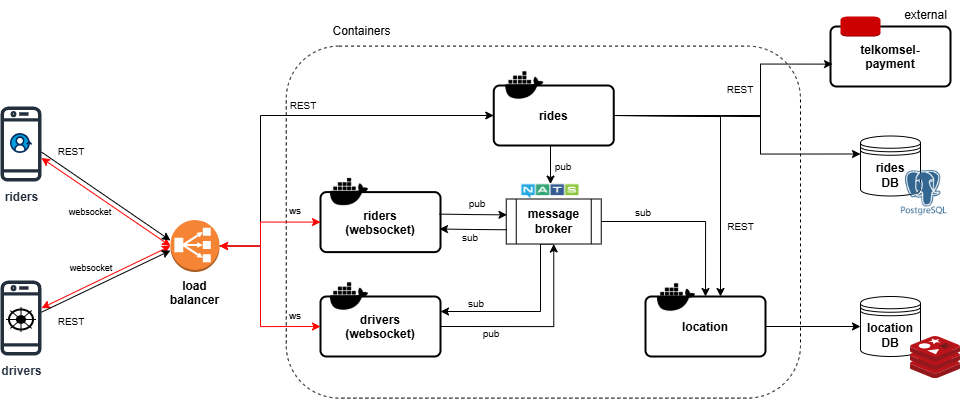 external
Containers
telkomsel-
payment
REST
REST
rides
REST
pub
rides
DB
PostgreSQL
NATS
riders
websocket
ws
riders
(websocket)
pub
sub
message
broker
sub
REST
websocket
load
balancer
REST
drivers
ws
drivers
(websocket)
sub
pub
location
location
DB